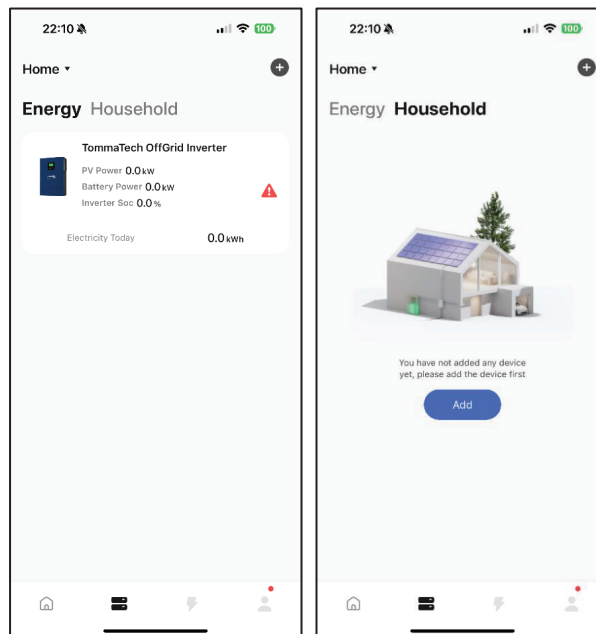 22:10
100
Home
Energy Household
TommaTech OffGrid Inverter
PV Power 0.0 kW
Battery Power 0.0 kW
Inverter Soc 0.0 %
Electricity Today 0.0 kWh
22:10
100
Home
Energy Household
You have not added any device
yet, please add the device first
Add